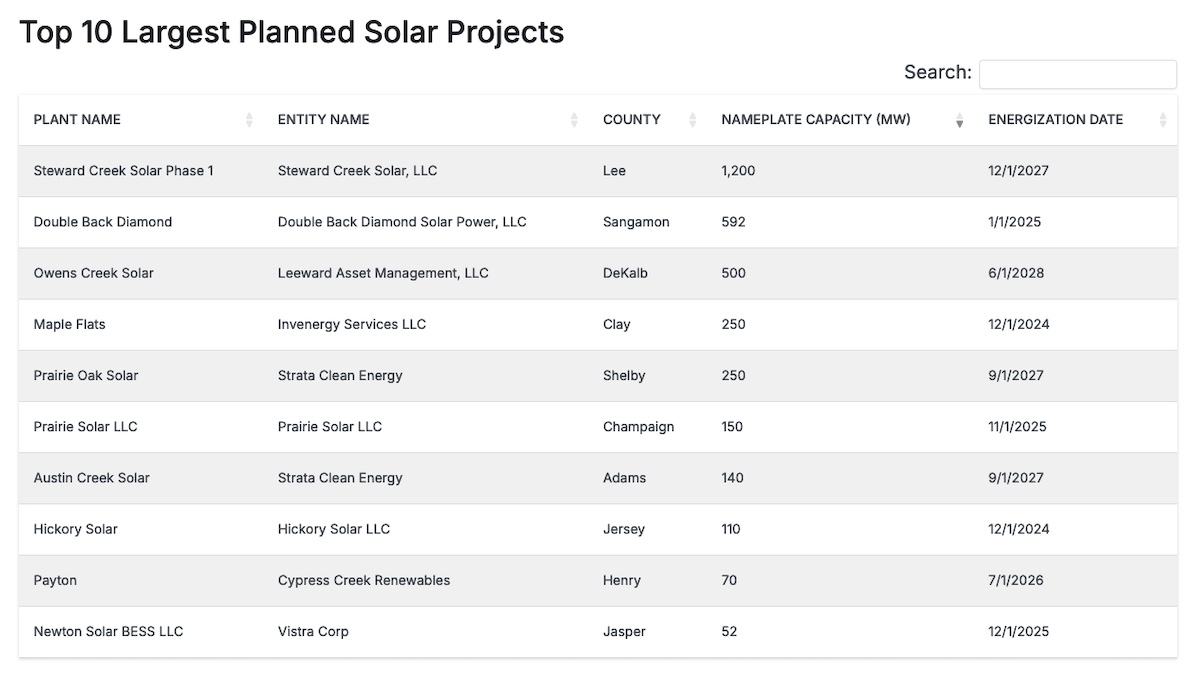 Top 10 Largest Planned Solar Projects
Search:
PLANT NAME ENTITY NAME COUNTY NAMEPLATE CAPACITY (MW) ENERGIZATION DATE
Steward Creek Solar Phase 1 Steward Creek Solar, LLC Lee 1,200 12/1/2027
Double Back Diamond Double Back Diamond Solar Power, LLC Sangamon 592 1/1/2025
Owens Creek Solar Leeward Asset Management, LLC DeKalb 500 6/1/2028
Maple Flats Invenergy Services LLC Clay 250 12/1/2024
Prairie Oak Solar Strata Clean Energy Shelby 250 9/1/2027
Prairie Solar LLC Prairie Solar LLC Champaign 150 11/1/2025
Austin Creek Solar Strata Clean Energy Adams 140 9/1/2027
Hickory Solar Hickory Solar LLC Jersey 110 12/1/2024
Payton Cypress Creek Renewables Henry 70 7/1/2026
Newton Solar BESS LLC Vistra Corp Jasper 52 12/1/2025